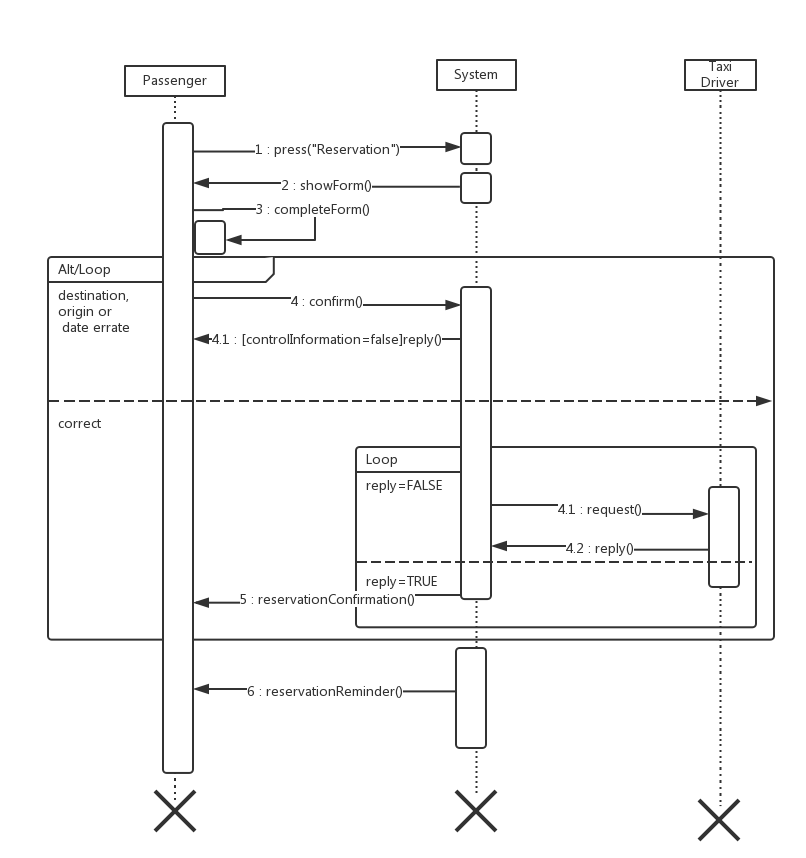 Passenger
System
Taxi
Driver
1 : press("Reservation")
2 : showForm()
3 : completeForm()
Alt/Loop
destination,
origin or
date errate
4 : confirm()
4.1 : [controlInformation=false]reply()
correct
Loop
reply=FALSE
4.1 : request()
4.2 : reply()
reply=TRUE
5 : reservationConfirmation()
6 : reservationReminder()